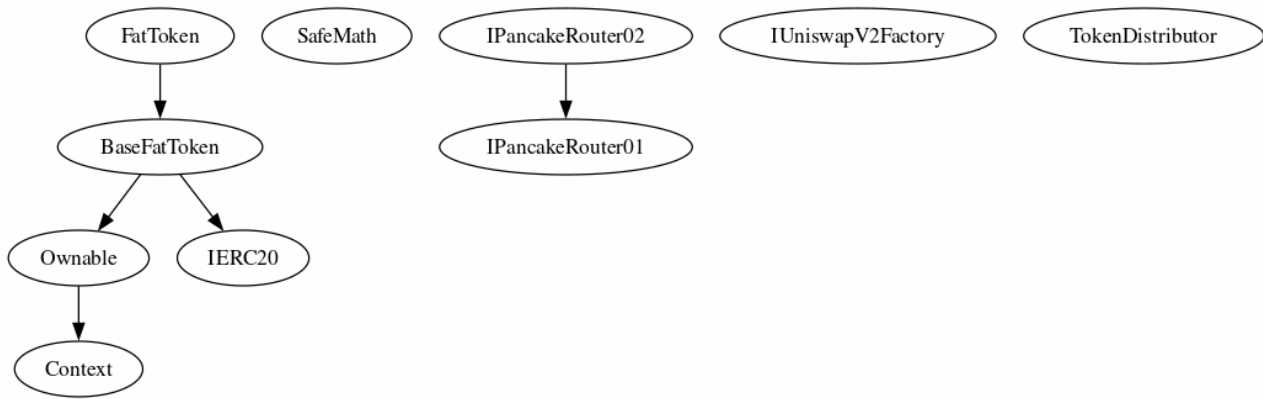 FatToken
SafeMath
IPancakeRouter02
IUniswapV2Factory
TokenDistributor
BaseFatToken
IPancakeRouter01
Ownable
IERC20
Context